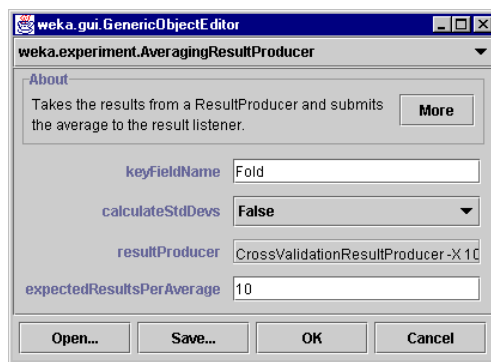 weka.gui.GenericObjectEditor
weka.experiment.AveragingResultProducer
About
Takes the results from a ResultProducer and submits
the average to the result listener.
More
keyFieldName Fold
calculateStdDevs False
resultProducer CrossValidationResultProducer -X 10
expectedResultsPerAverage 10
Open... Save... OK Cancel